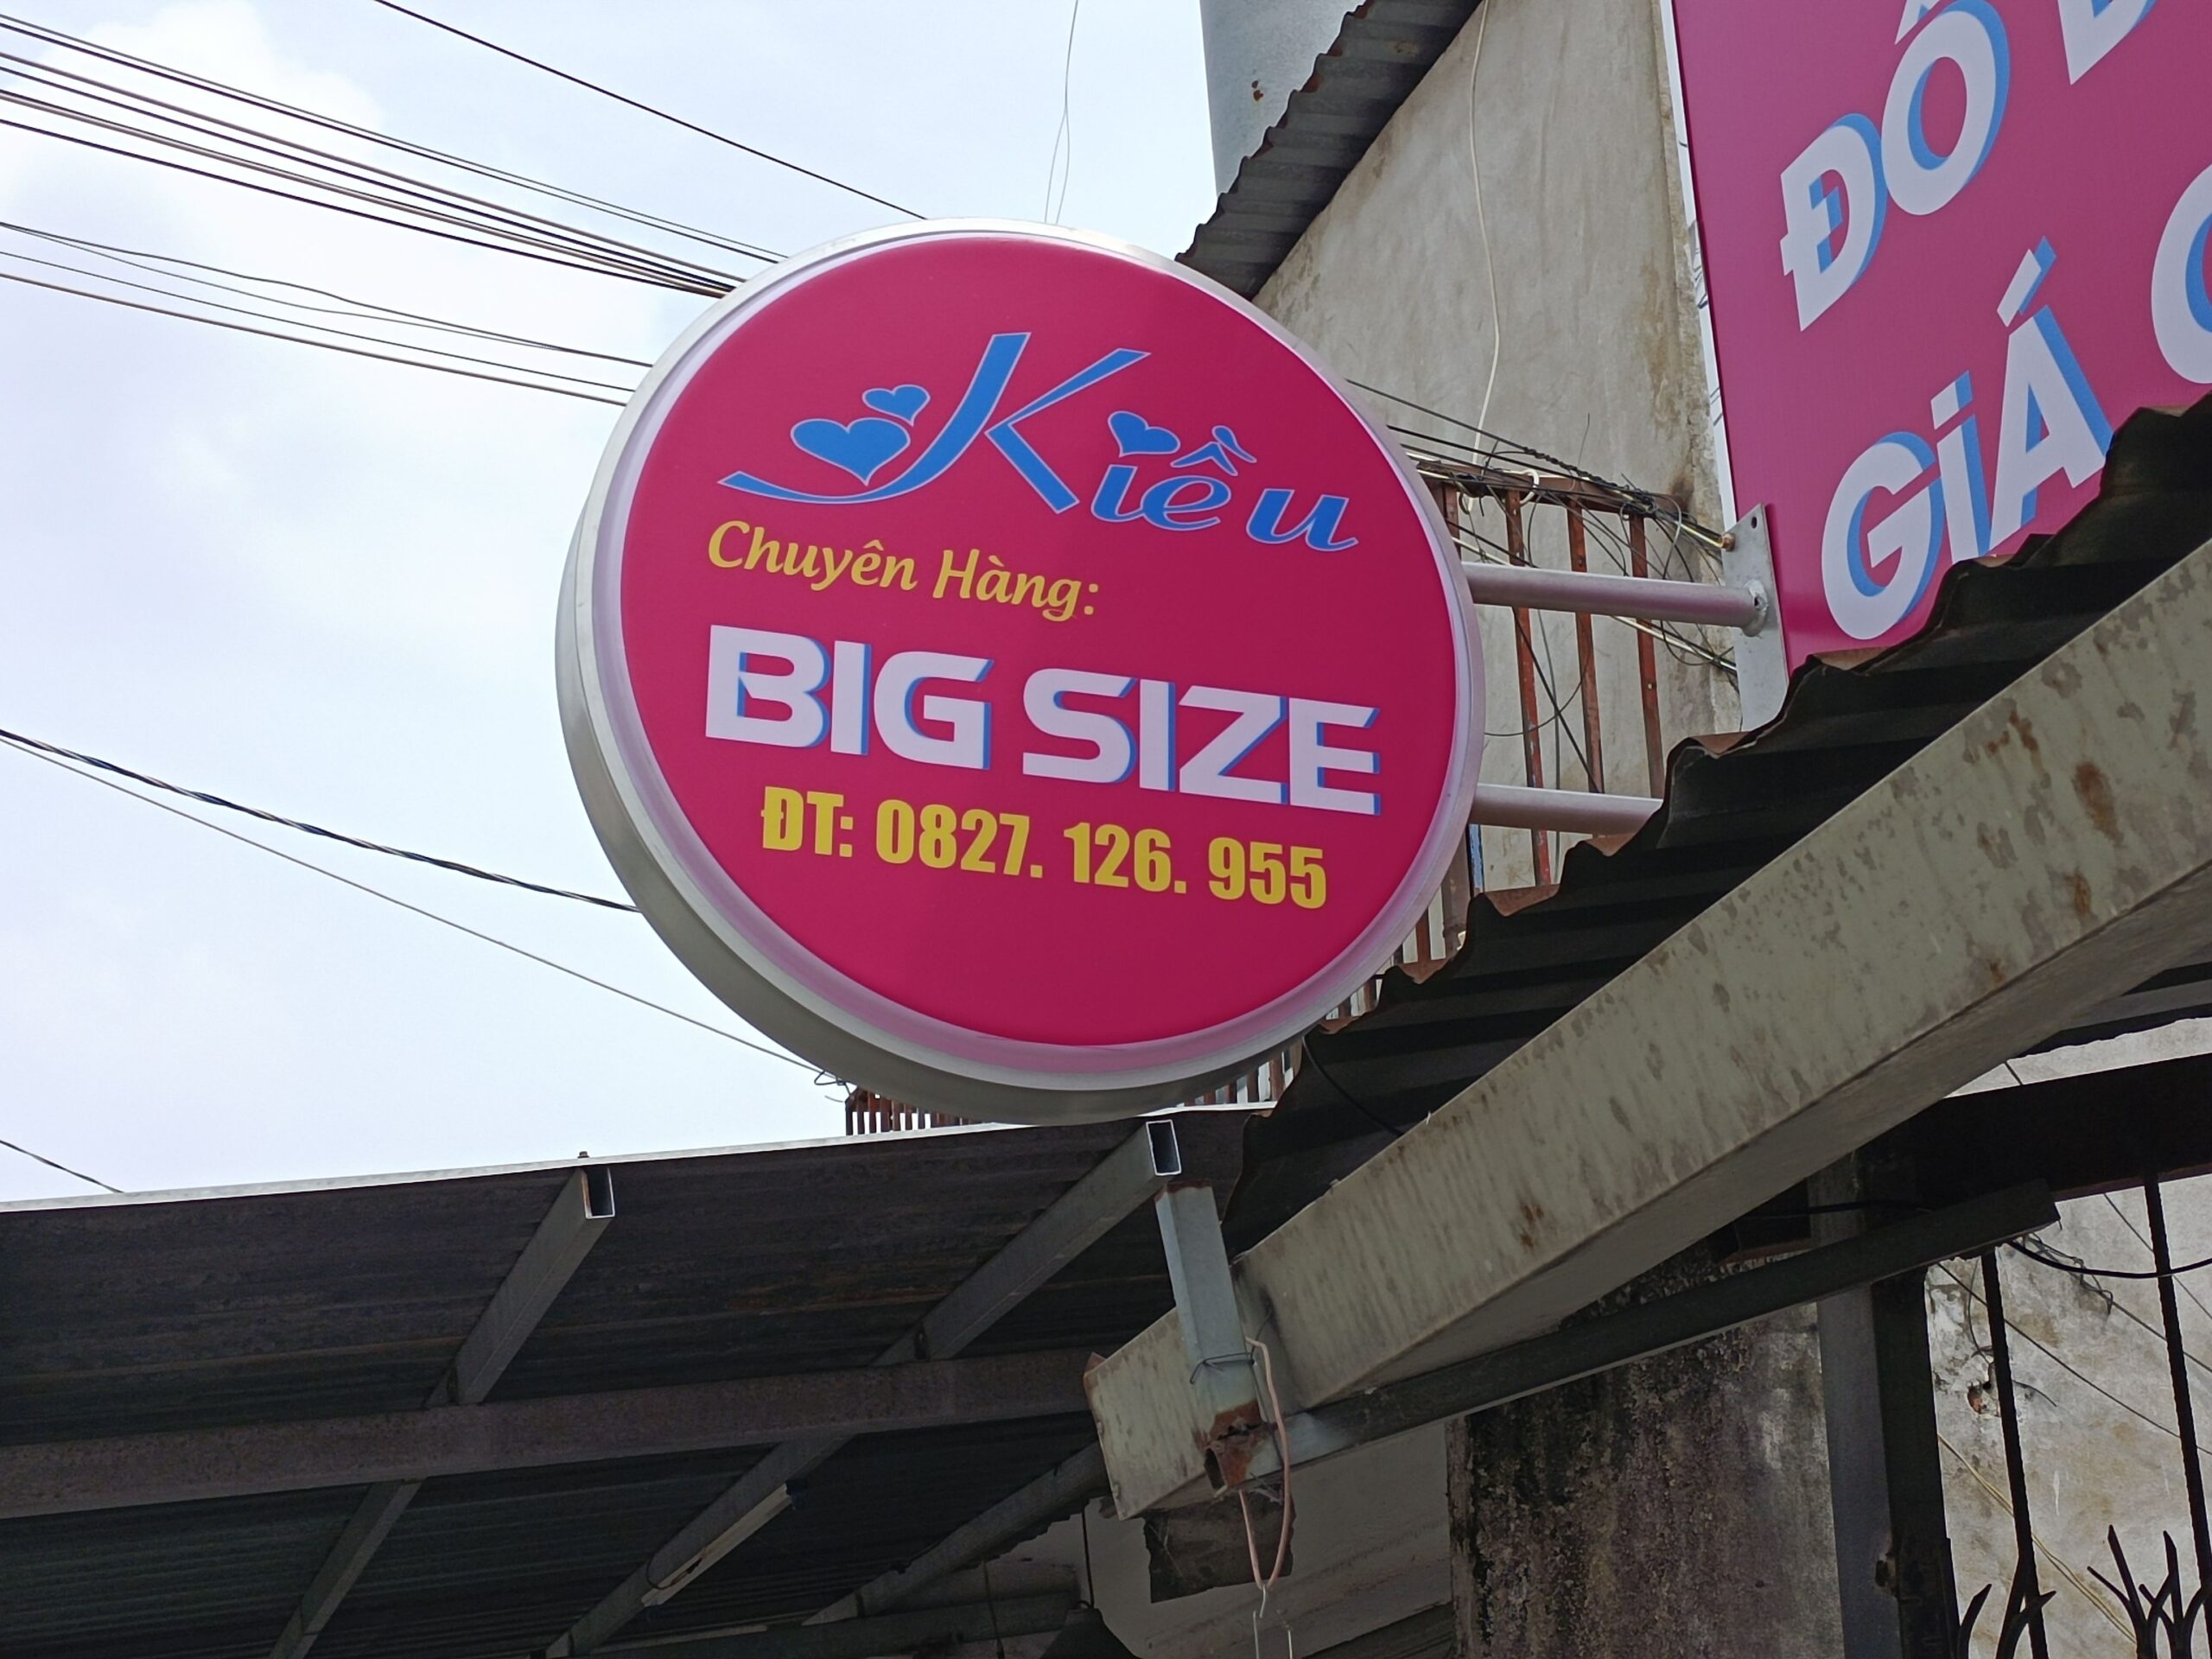 Kiều
Chuyên Hàng:
BIG SIZE
ĐT: 0827. 126. 955
ĐỒ
GIÁ